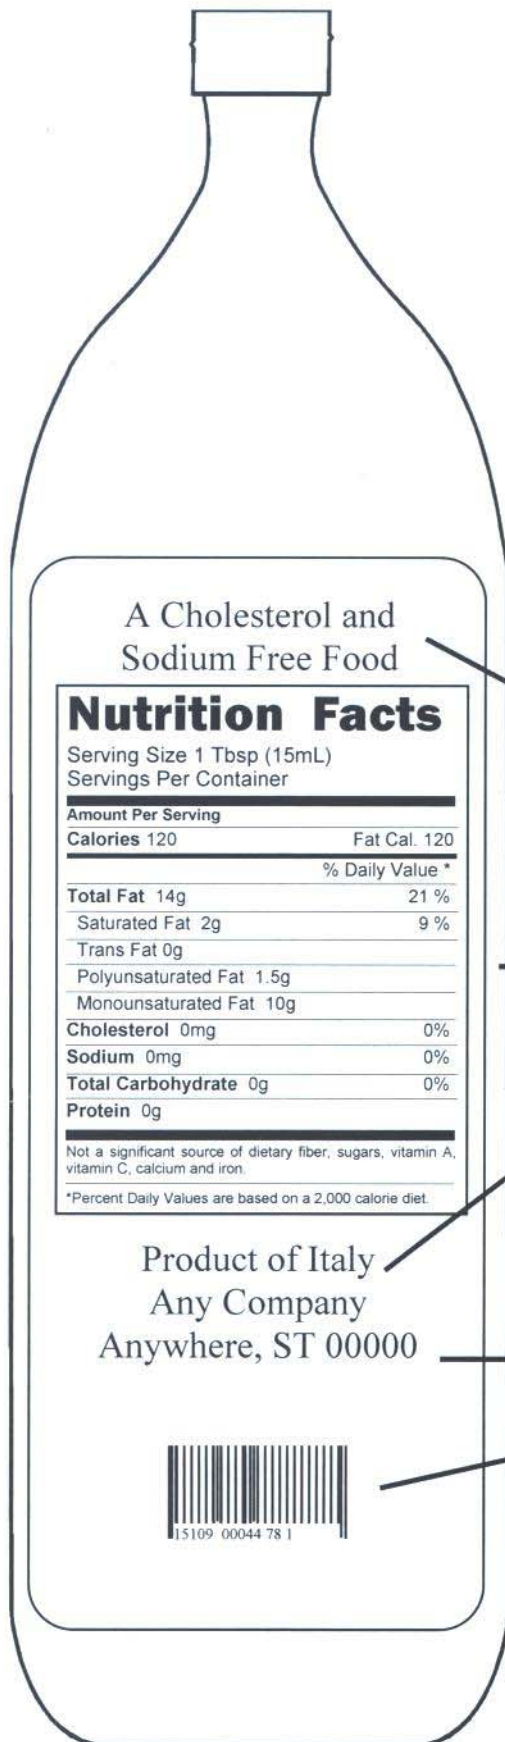 A Cholesterol and
Sodium Free Food
Nutrition Facts
Serving Size 1 Tbsp (15mL)
Servings Per Container
Amount Per Serving
Calories 120 Fat Cal. 120
% Daily Value *
Total Fat 14g 21 %
Saturated Fat 2g 9 %
Trans Fat 0g
Polyunsaturated Fat 1.5g
Monounsaturated Fat 10g
Cholesterol 0mg 0%
Sodium 0mg 0%
Total Carbohydrate 0g 0%
Protein 0g
Not a significant source of dietary fiber, sugars, vitamin A,
vitamin C, calcium and iron.
*Percent Daily Values are based on a 2,000 calorie diet.
Product of Italy
Any Company
Anywhere, ST 00000
15109 00044 78 1